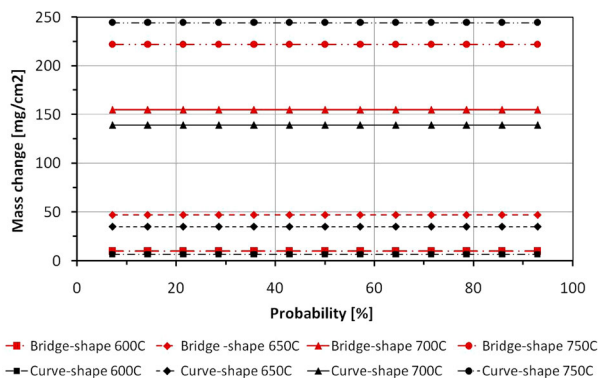 250
200
150
100
50
0
Mass change [mg/cm2]
0 20 40 60 80 100
Probability [%]
Bridge-shape 600C Bridge -shape 650C Bridge-shape 700C Bridge-shape 750C
Curve-shape 600C Curve-shape 650C Curve-shape 700C Curve-shape 750C